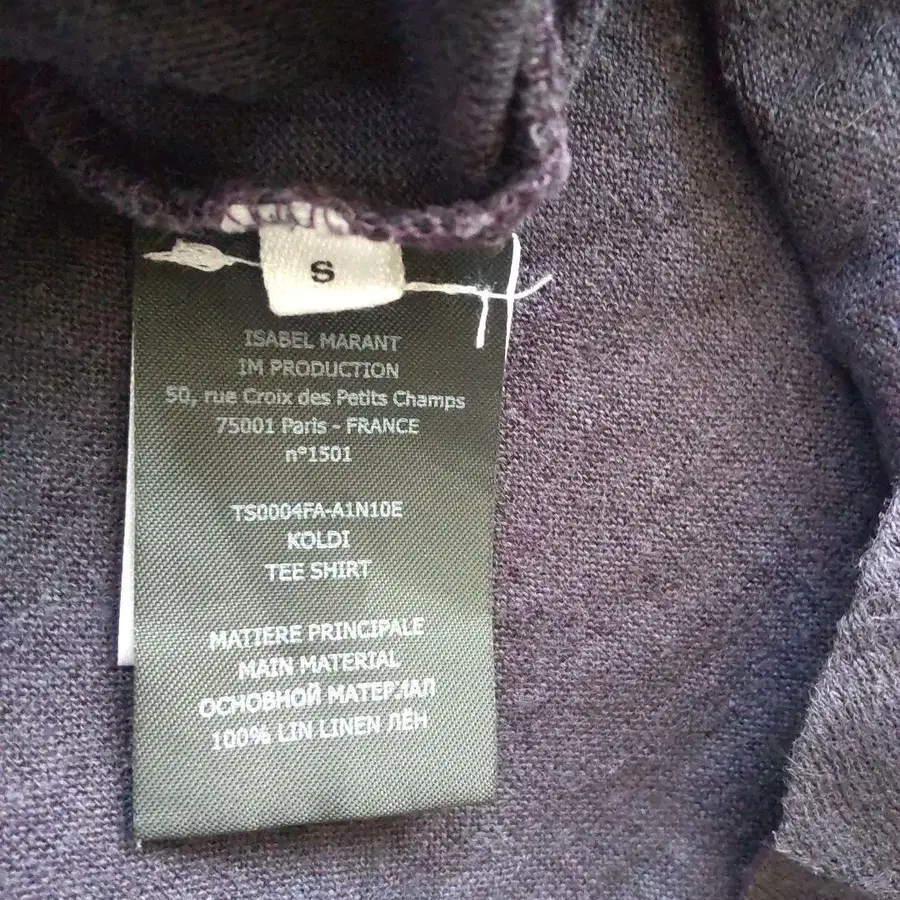 S
ISABEL MARANT
IM PRODUCTION
50, rue Croix des Petits Champs
75001 Paris - FRANCE
n°1501
TS0004FA-A1N10E
KOLDI
TEE SHIRT
MATIERE PRINCIPALE
MAIN MATERIAL
ОСНОВНОЙ МАТЕРИАЛ
100% LIN LINEN ЛЁН